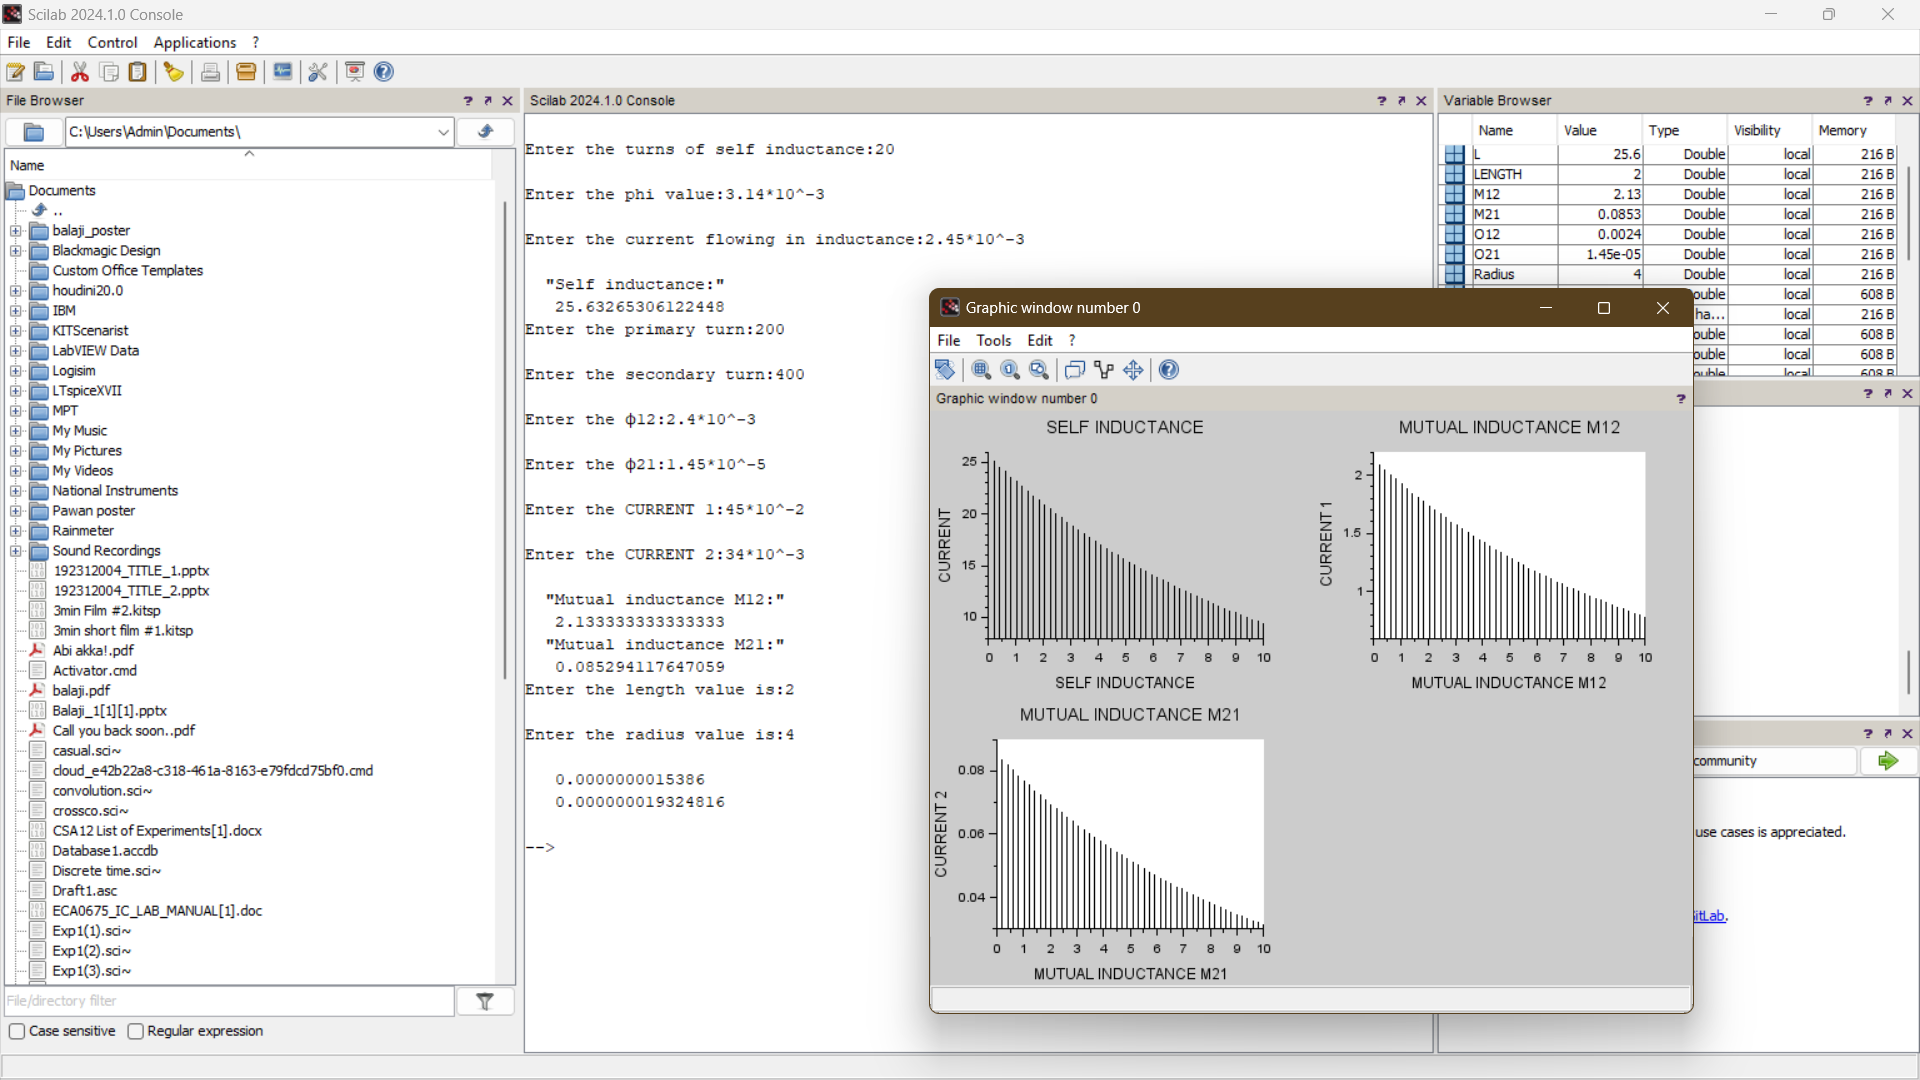 Scilab 2024.1.0 Console
File Edit Control Applications ?
File Browser
C:\Users\Admin\Documents\
Name
Documents
..
balaji_poster
Blackmagic Design
Custom Office Templates
houdini20.0
IBM
KITScenarist
LabVIEW Data
Logisim
LTspiceXVII
MPT
My Music
My Pictures
My Videos
National Instruments
Pawan poster
Rainmeter
Sound Recordings
192312004_TITLE_1.pptx
192312004_TITLE_2.pptx
3min Film #2.kitsp
3min short film #1.kitsp
Abi akka!.pdf
Activator.cmd
balaji.pdf
Balaji_1[1][1].pptx
Call you back soon..pdf
casual.sci~
cloud_e42b22a8-c318-461a-8163-e79fdcd75bf0.cmd
convolution.sci~
crossco.sci~
CSA12 List of Experiments[1].docx
Database1.accdb
Discrete time.sci~
Draft1.asc
ECA0675_IC_LAB_MANUAL[1].doc
Exp1(1).sci~
Exp1(2).sci~
Exp1(3).sci~
File/directory filter
Case sensitive Regular expression
Scilab 2024.1.0 Console
Enter the turns of self inductance:20
Enter the phi value:3.14*10^-3
Enter the current flowing in inductance:2.45*10^-3
"Self inductance:"
25.63265306122448
Enter the primary turn:200
Enter the secondary turn:400
Enter the ф12:2.4*10^-3
Enter the ф21:1.45*10^-5
Enter the CURRENT 1:45*10^-2
Enter the CURRENT 2:34*10^-3
"Mutual inductance M12:"
2.133333333333333
"Mutual inductance M21:"
0.085294117647059
Enter the length value is:2
Enter the radius value is:4
0.0000000015386
0.000000019324816
-->
Variable Browser
Name Value Type Visibility Memory
L 25.6 Double local 216 B
LENGTH 2 Double local 216 B
M12 2.13 Double local 216 B
M21 0.0853 Double local 216 B
O12 0.0024 Double local 216 B
O21 1.45e-05 Double local 216 B
Radius 4 Double local 216 B
ouble local 608 B
ha... local 216 B
ouble local 608 B
ouble local 608 B
ouble local 608 B
Graphic window number 0
File Tools Edit ?
Graphic window number 0
SELF INDUCTANCE
CURRENT
25
20
15
10
0 1 2 3 4 5 6 7 8 9 10
SELF INDUCTANCE
MUTUAL INDUCTANCE M12
CURRENT 1
2
1.5
1
0 1 2 3 4 5 6 7 8 9 10
MUTUAL INDUCTANCE M12
MUTUAL INDUCTANCE M21
CURRENT 2
0.08
0.06
0.04
0 1 2 3 4 5 6 7 8 9 10
MUTUAL INDUCTANCE M21
community
use cases is appreciated.
itLab.